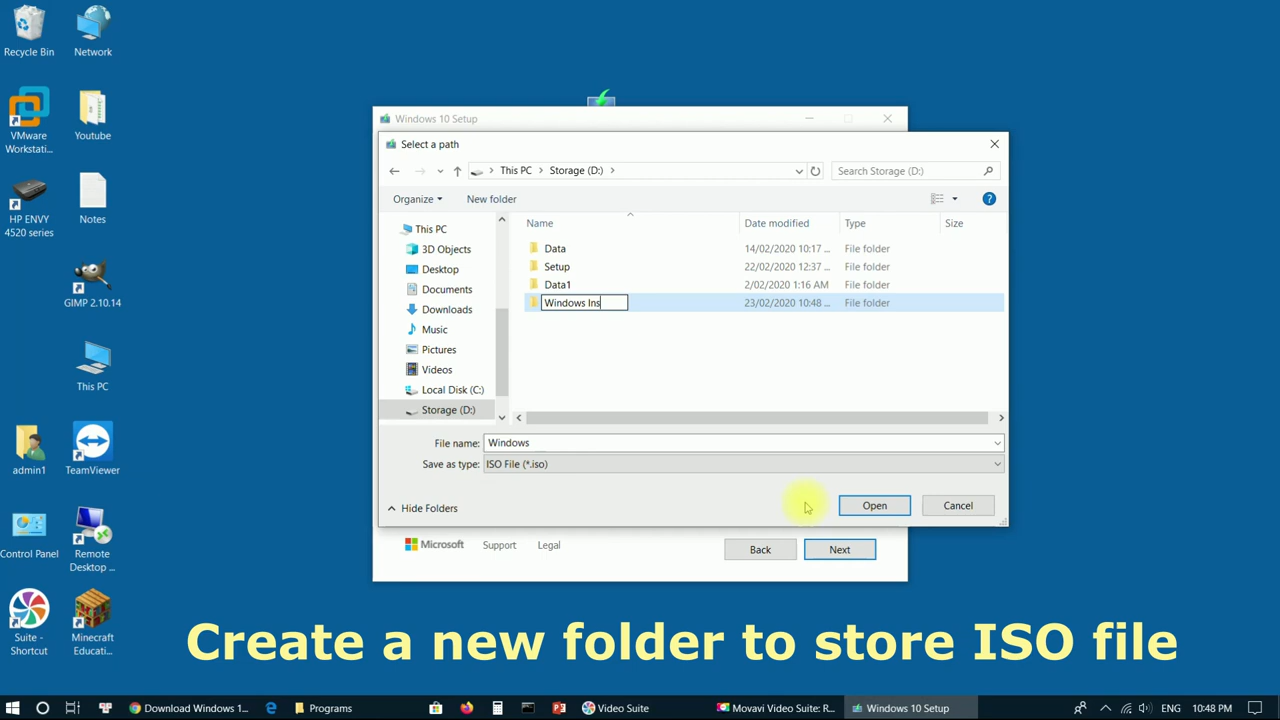 Recycle Bin
Network
VMware
Workstati...
Youtube
HP ENVY
4520 series
Notes
GIMP 2.10.14
This PC
admin1
TeamViewer
Control Panel
Remote
Desktop ...
Suite -
Shortcut
Minecraft
Educati...
Windows 10 Setup
Select a path
This PC
Storage (D:)
Search Storage (D:)
Organize
New folder
?
This PC
3D Objects
Desktop
Documents
Downloads
Music
Pictures
Videos
Local Disk (C:)
Storage (D:)
Name Date modified Type Size
Data 14/02/2020 10:17 ... File folder
Setup 22/02/2020 12:37 ... File folder
Data1 2/02/2020 1:16 AM File folder
Windows Ins 23/02/2020 10:48 ... File folder
File name: Windows
Save as type: ISO File (*.iso)
Hide Folders
Open
Cancel
Microsoft
Support
Legal
Back
Next
Create a new folder to store ISO file
Download Windows 1...
Programs
Video Suite
Movavi Video Suite: R...
Windows 10 Setup
ENG
10:48 PM